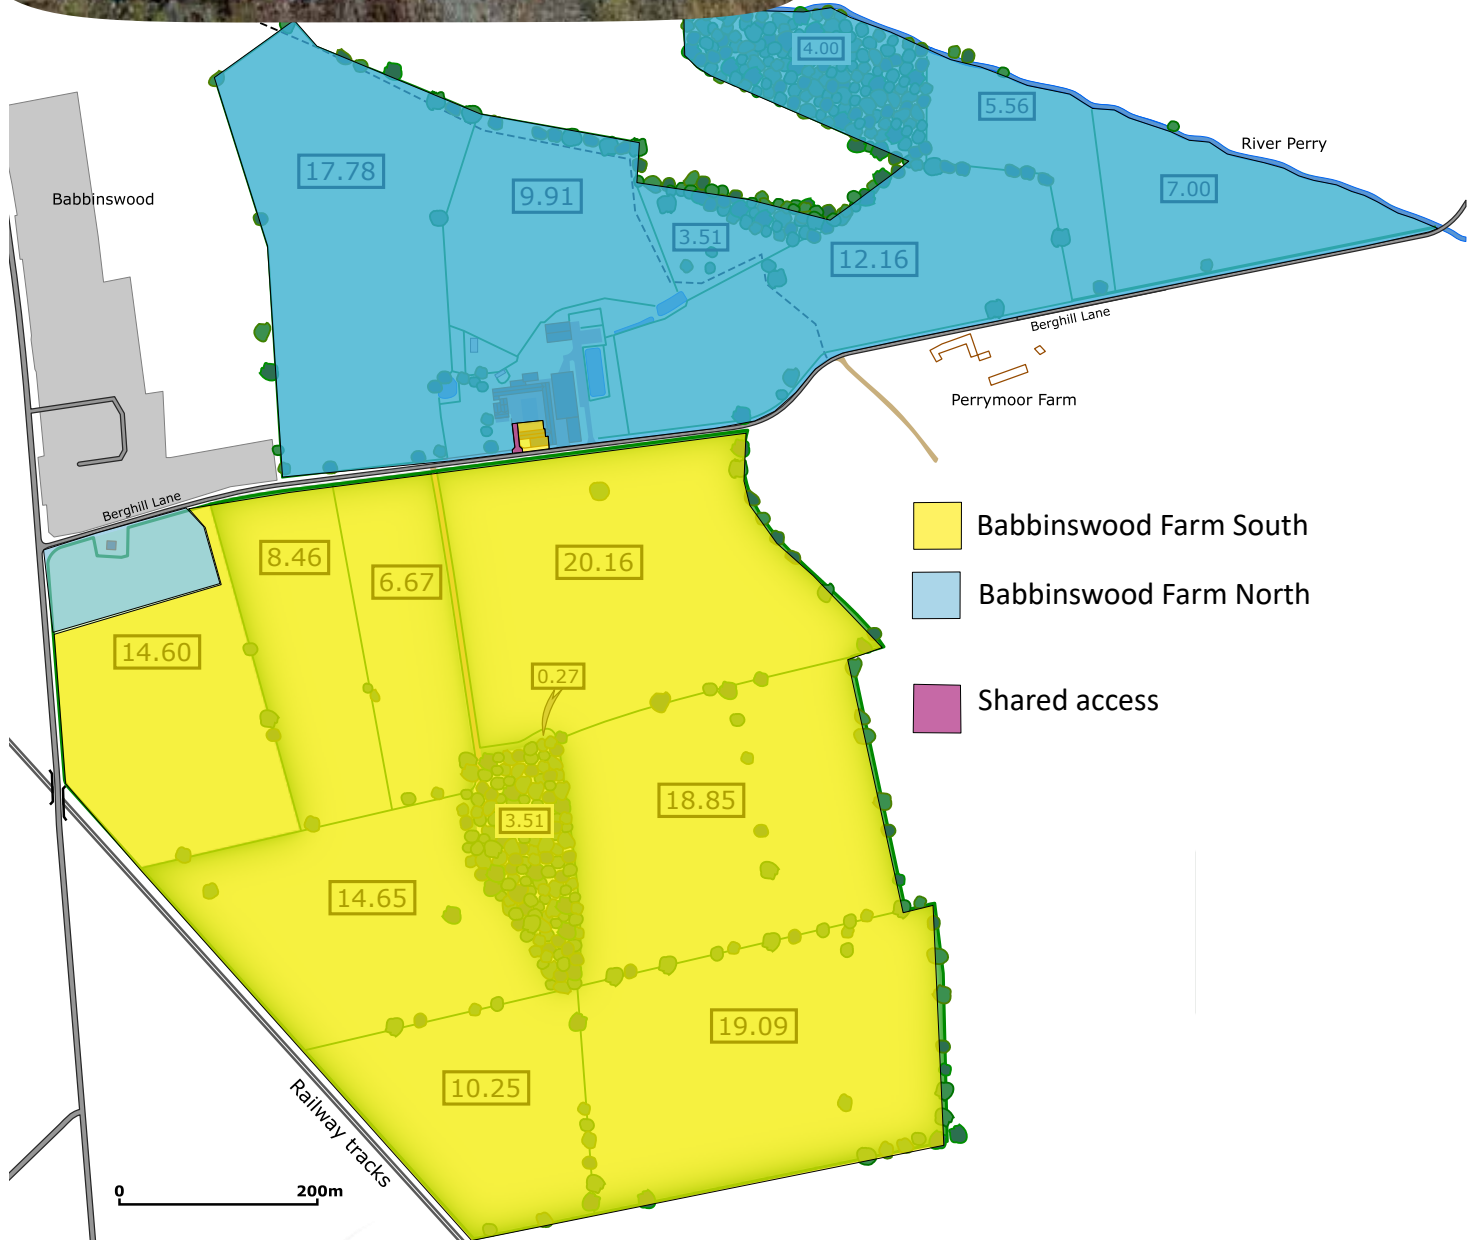 4.00
5.56
River Perry
17.78
9.91
7.00
Babbinswood
3.51
12.16
Berghill Lane
Perrymoor Farm
Berghill Lane
Babbinswood Farm South
8.46
6.67
20.16
Babbinswood Farm North
14.60
0.27
Shared access
18.85
3.51
14.65
19.09
10.25
Railway tracks
0 200m